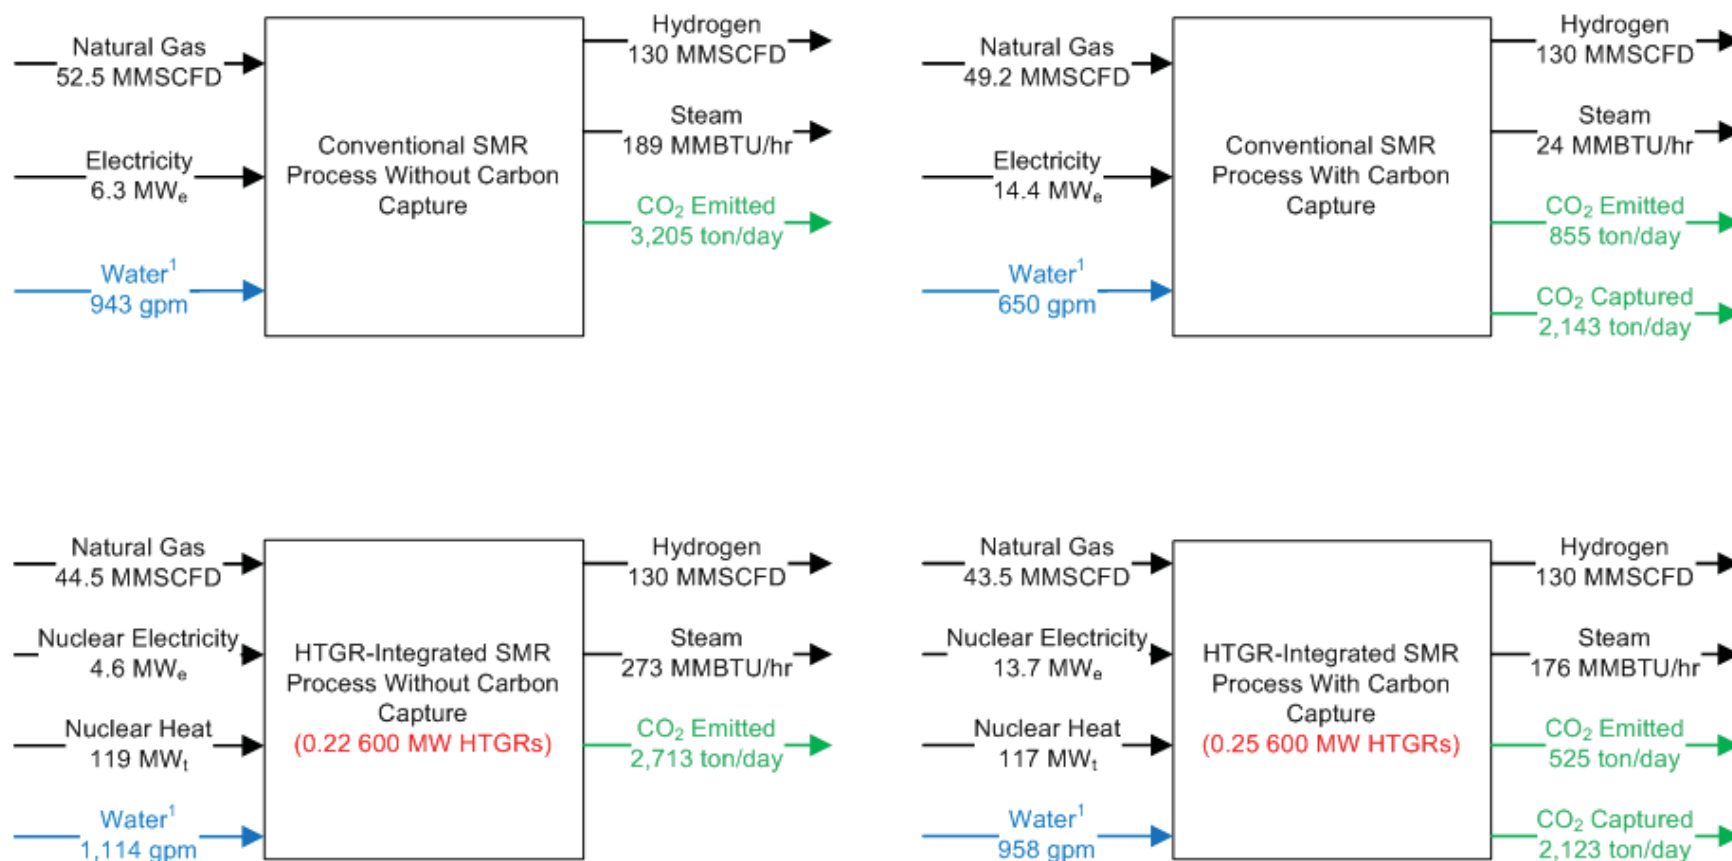 Natural Gas
52.5 MMSCFD
Electricity
6.3 MWₑ
Water¹
943 gpm
Conventional SMR
Process Without Carbon
Capture
Hydrogen
130 MMSCFD
Steam
189 MMBTU/hr
CO₂ Emitted
3,205 ton/day
Natural Gas
49.2 MMSCFD
Electricity
14.4 MWₑ
Water¹
650 gpm
Conventional SMR
Process With Carbon
Capture
Hydrogen
130 MMSCFD
Steam
24 MMBTU/hr
CO₂ Emitted
855 ton/day
CO₂ Captured
2,143 ton/day
Natural Gas
44.5 MMSCFD
Nuclear Electricity
4.6 MWₑ
Nuclear Heat
119 MWₜ
Water¹
1,114 gpm
HTGR-Integrated SMR
Process Without Carbon
Capture
(0.22 600 MW HTGRs)
Hydrogen
130 MMSCFD
Steam
273 MMBTU/hr
CO₂ Emitted
2,713 ton/day
Natural Gas
43.5 MMSCFD
Nuclear Electricity
13.7 MWₑ
Nuclear Heat
117 MWₜ
Water¹
958 gpm
HTGR-Integrated SMR
Process With Carbon
Capture
(0.25 600 MW HTGRs)
Hydrogen
130 MMSCFD
Steam
176 MMBTU/hr
CO₂ Emitted
525 ton/day
CO₂ Captured
2,123 ton/day